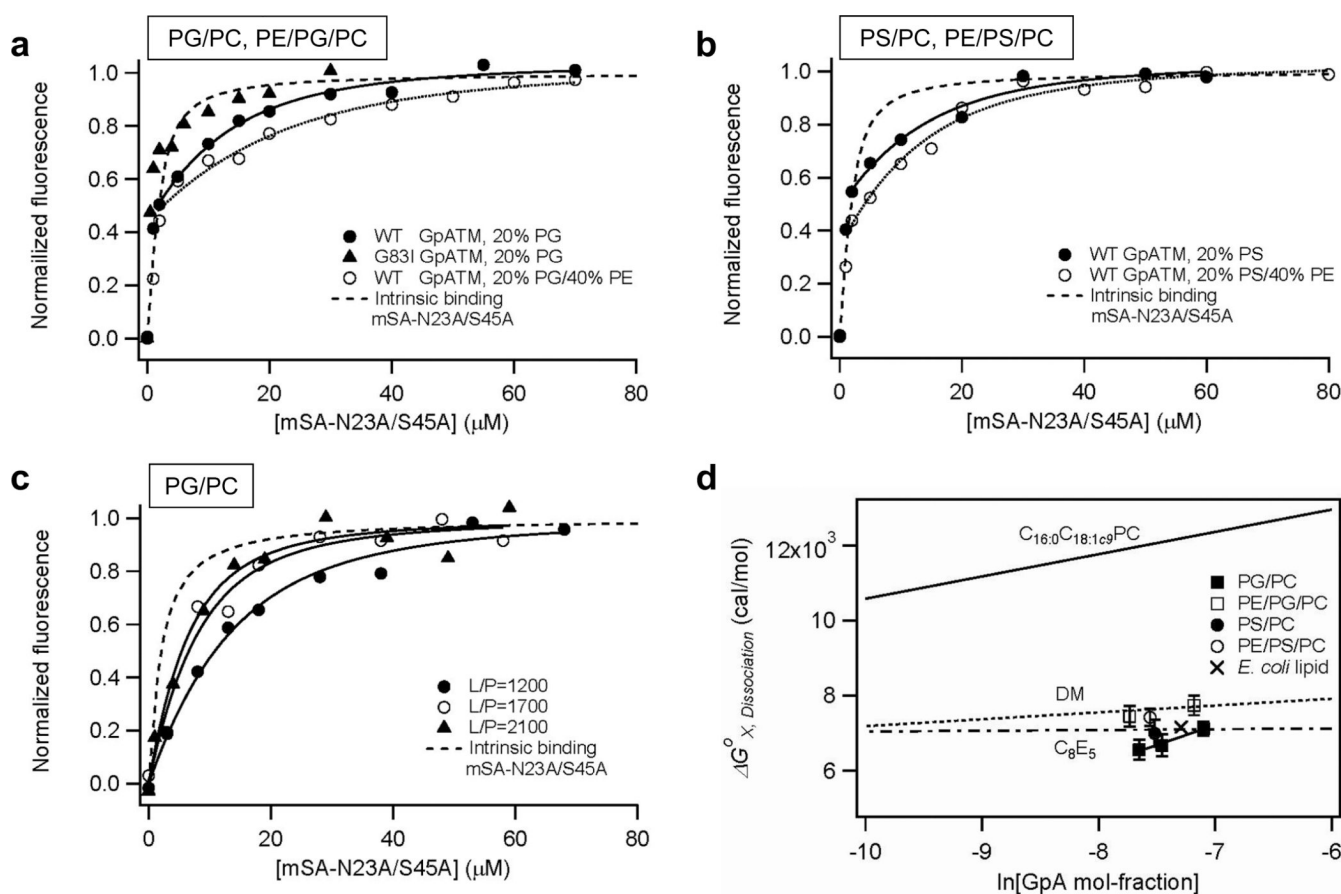 a
PG/PC, PE/PG/PC
Normailized fluorescence
1.0
0.8
0.6
0.4
0.2
0.0
WT GpATM, 20% PG
G83I GpATM, 20% PG
WT GpATM, 20% PG/40% PE
Intrinsic binding
mSA-N23A/S45A
0 20 40 60 80
[mSA-N23A/S45A] (μM)
b
PS/PC, PE/PS/PC
Normalized fluorescence
1.0
0.8
0.6
0.4
0.2
0.0
WT GpATM, 20% PS
WT GpATM, 20% PS/40% PE
Intrinsic binding
mSA-N23A/S45A
0 20 40 60 80
[mSA-N23A/S45A] (μM)
c
PG/PC
Normalized fluorescence
1.0
0.8
0.6
0.4
0.2
0.0
L/P=1200
L/P=1700
L/P=2100
Intrinsic binding
mSA-N23A/S45A
0 20 40 60 80
[mSA-N23A/S45A] (μM)
d
ΔG°X, Dissociation (cal/mol)
12x10³
10
8
6
C16:0C18:1c9PC
PG/PC
PE/PG/PC
PS/PC
PE/PS/PC
E. coli lipid
DM
C8E5
-10 -9 -8 -7 -6
ln[GpA mol-fraction]